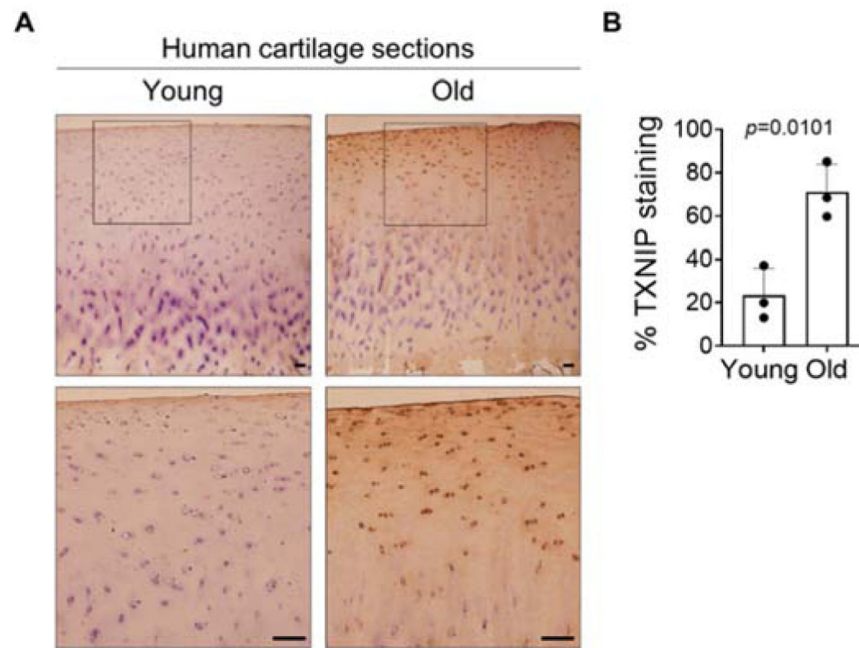 A
Human cartilage sections
Young
Old
B
p=0.0101
% TXNIP staining
100
80
60
40
20
0
Young Old